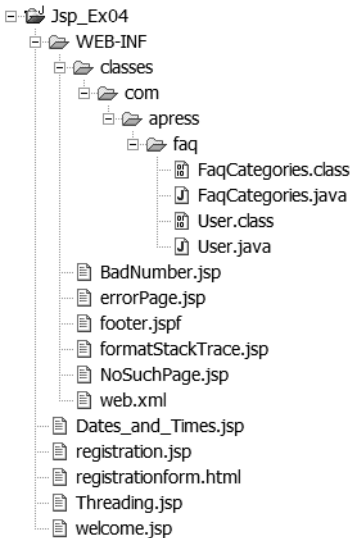 Jsp_Ex04
WEB-INF
classes
com
apress
faq
FaqCategories.class
FaqCategories.java
User.class
User.java
BadNumber.jsp
errorPage.jsp
footer.jspf
formatStackTrace.jsp
NoSuchPage.jsp
web.xml
Dates_and_Times.jsp
registration.jsp
registrationform.html
Threading.jsp
welcome.jsp